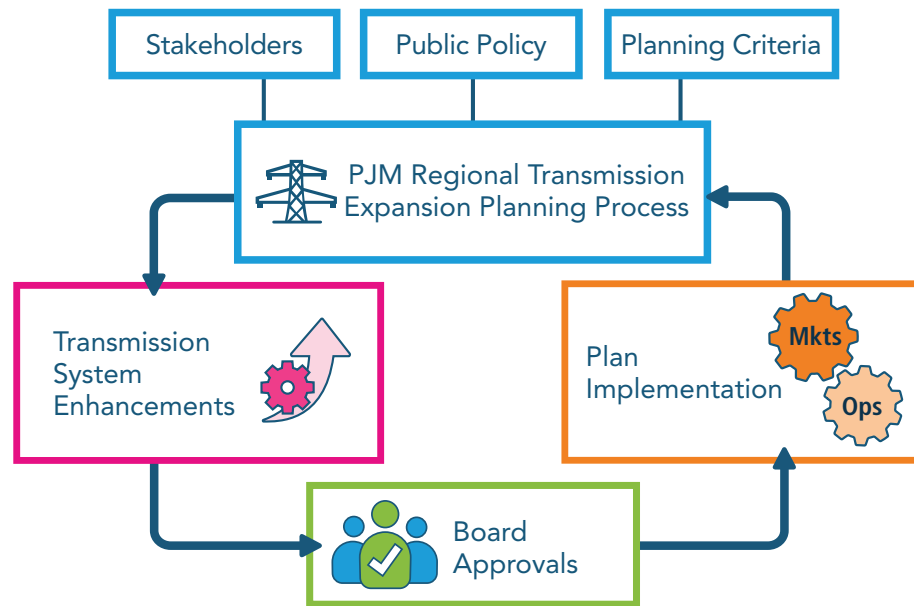 Stakeholders
Public Policy
Planning Criteria
PJM Regional Transmission
Expansion Planning Process
Transmission
System
Enhancements
Plan
Implementation
Mkts
Ops
Board
Approvals